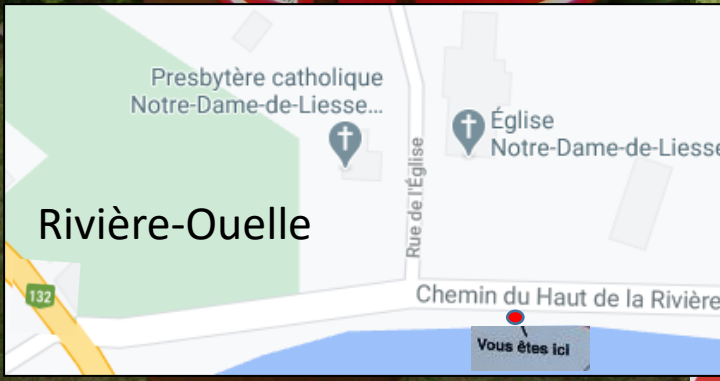 Presbytère catholique
Notre-Dame-de-Liesse...
Église
Notre-Dame-de-Liesse
Rue de l'Église
Rivière-Ouelle
132
Chemin du Haut de la Rivière
Vous êtes ici